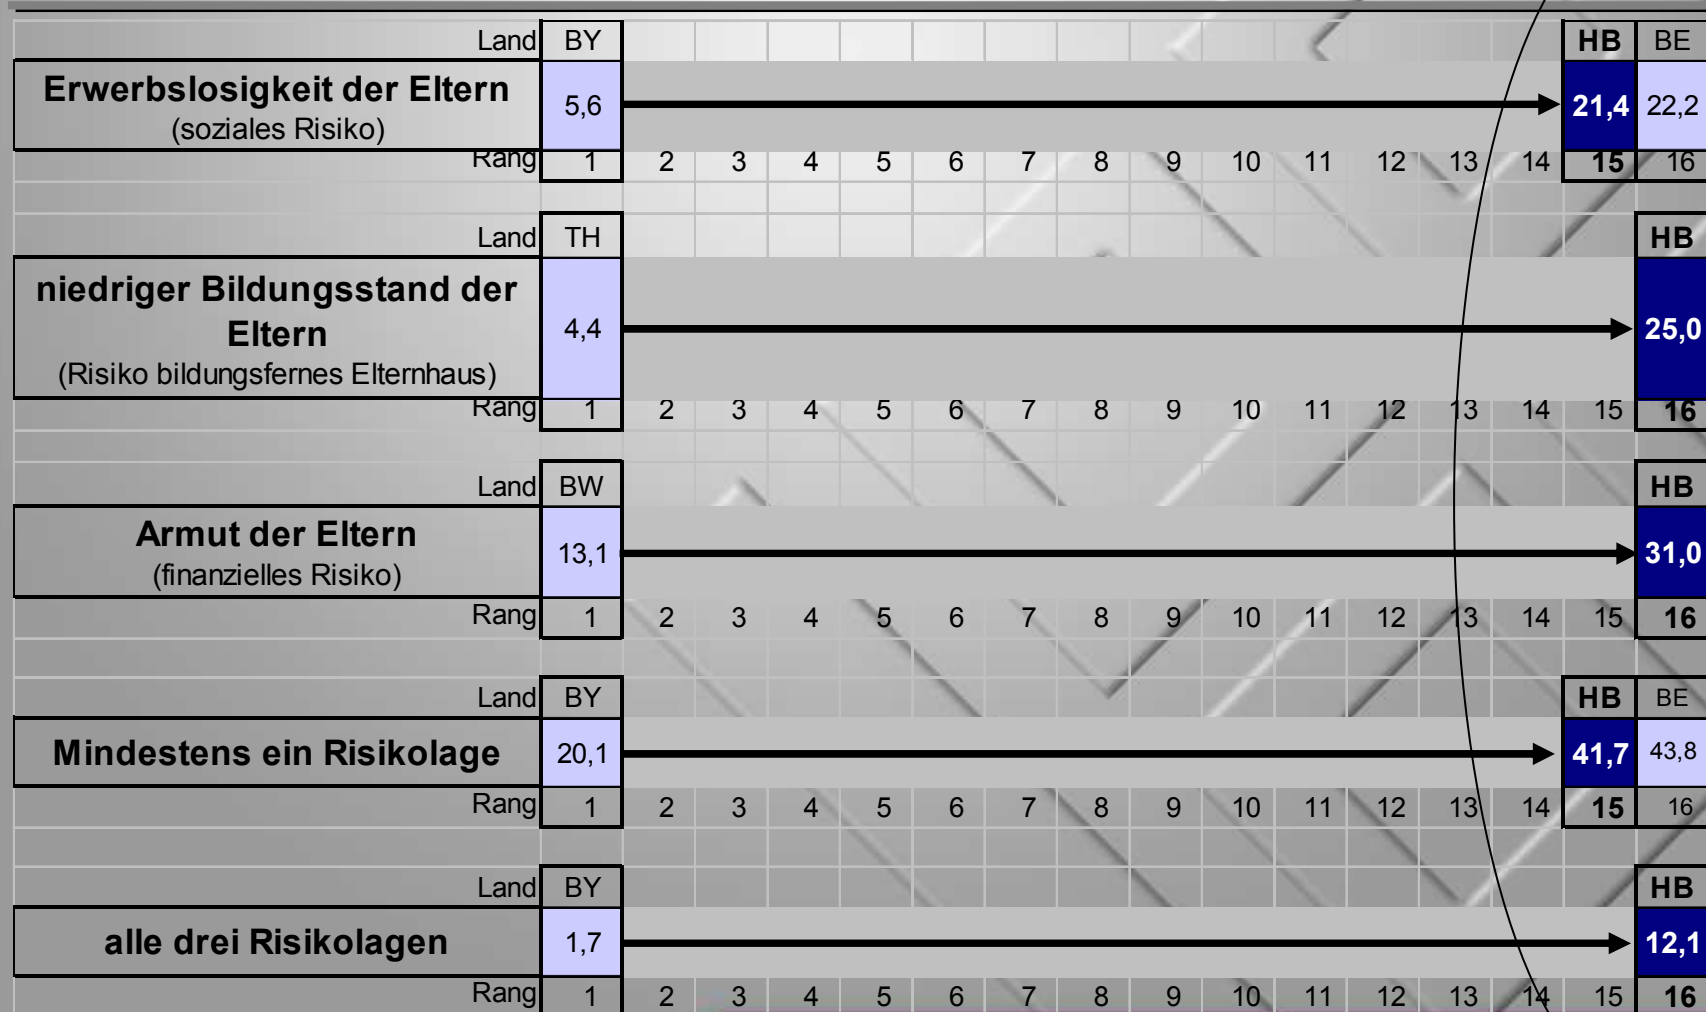 Land BY HB BE
Erwerbslosigkeit der Eltern
(soziales Risiko)
5,6 21,4 22,2
Rang 1 2 3 4 5 6 7 8 9 10 11 12 13 14 15 16
Land TH HB
niedriger Bildungsstand der
Eltern
(Risiko bildungsfernes Elternhaus)
4,4 25,0
Rang 1 2 3 4 5 6 7 8 9 10 11 12 13 14 15 16
Land BW HB
Armut der Eltern
(finanzielles Risiko)
13,1 31,0
Rang 1 2 3 4 5 6 7 8 9 10 11 12 13 14 15 16
Land BY HB BE
Mindestens ein Risikolage 20,1 41,7 43,8
Rang 1 2 3 4 5 6 7 8 9 10 11 12 13 14 15 16
Land BY HB
alle drei Risikolagen 1,7 12,1
Rang 1 2 3 4 5 6 7 8 9 10 11 12 13 14 15 16